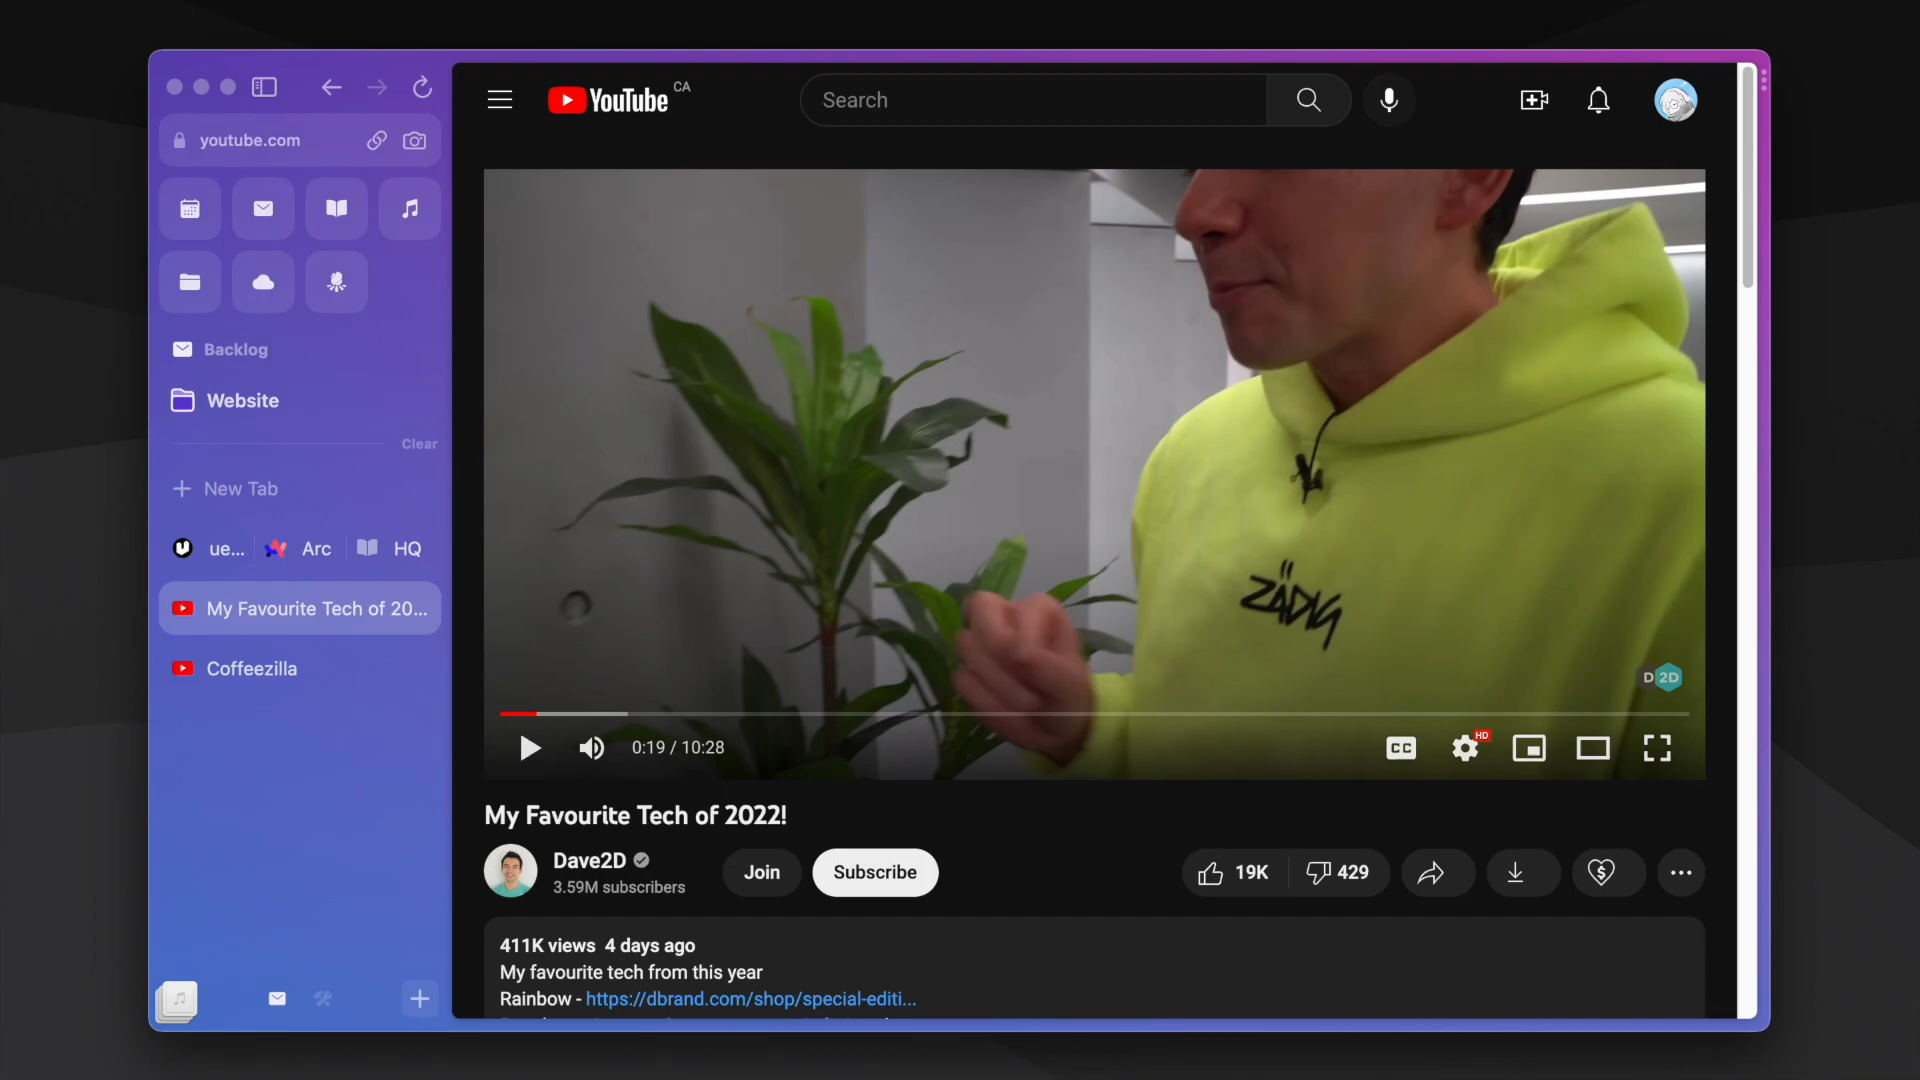 YouTube CA
Search
youtube.com
Backlog
Website
Clear
New Tab
ue... Arc HQ
My Favourite Tech of 20...
Coffeezilla
ZÄDIG
D2D
0:19 / 10:28
CC
HD
My Favourite Tech of 2022!
Dave2D
3.59M subscribers
Join
Subscribe
19K
429
411K views 4 days ago
My favourite tech from this year
Rainbow - https://dbrand.com/shop/special-editi...